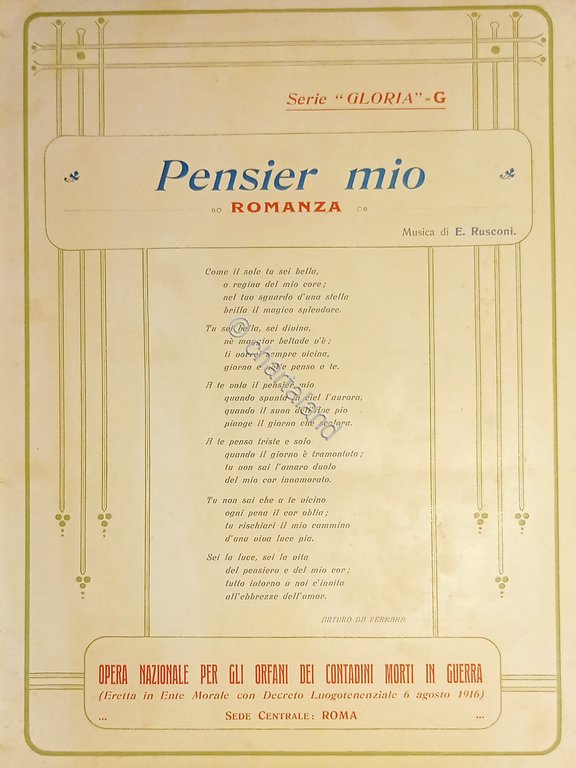 Serie "GLORIA"=G
Pensier mio
ROMANZA
Musica di E. Rusconi.
Come il sole tu sei bella,
o regina del mio core;
nel tuo sguardo d'una stella
brilla il magico splendore.
Tu sei bella, sei divina,
nè maggior beltade v'è;
ti vorrei sempre vicina,
giorno e notte penso a te.
A te vola il pensier mio
quando spunta in ciel l'aurora,
quando il suon dell'Ave pio
piange il giorno che scolora.
A te penso triste e solo
quando il giorno è tramontato;
tu non sai l'amaro duolo
del mio cor innamorato.
Tu non sai che a te vicino
ogni pena il cor oblia;
tu rischiari il mio cammino
d'una viva luce pia.
Sei la luce, sei la vita
del pensiero e del mio cor;
tutto intorno a noi c'invita
all'ebbrezze dell'amor.
ARTURO DA FERRARA
OPERA NAZIONALE PER GLI ORFANI DEI CONTADINI MORTI IN GUERRA
(Eretta in Ente Morale con Decreto Luogotenenziale 6 agosto 1916)
... SEDE CENTRALE: ROMA ...
© chartaland